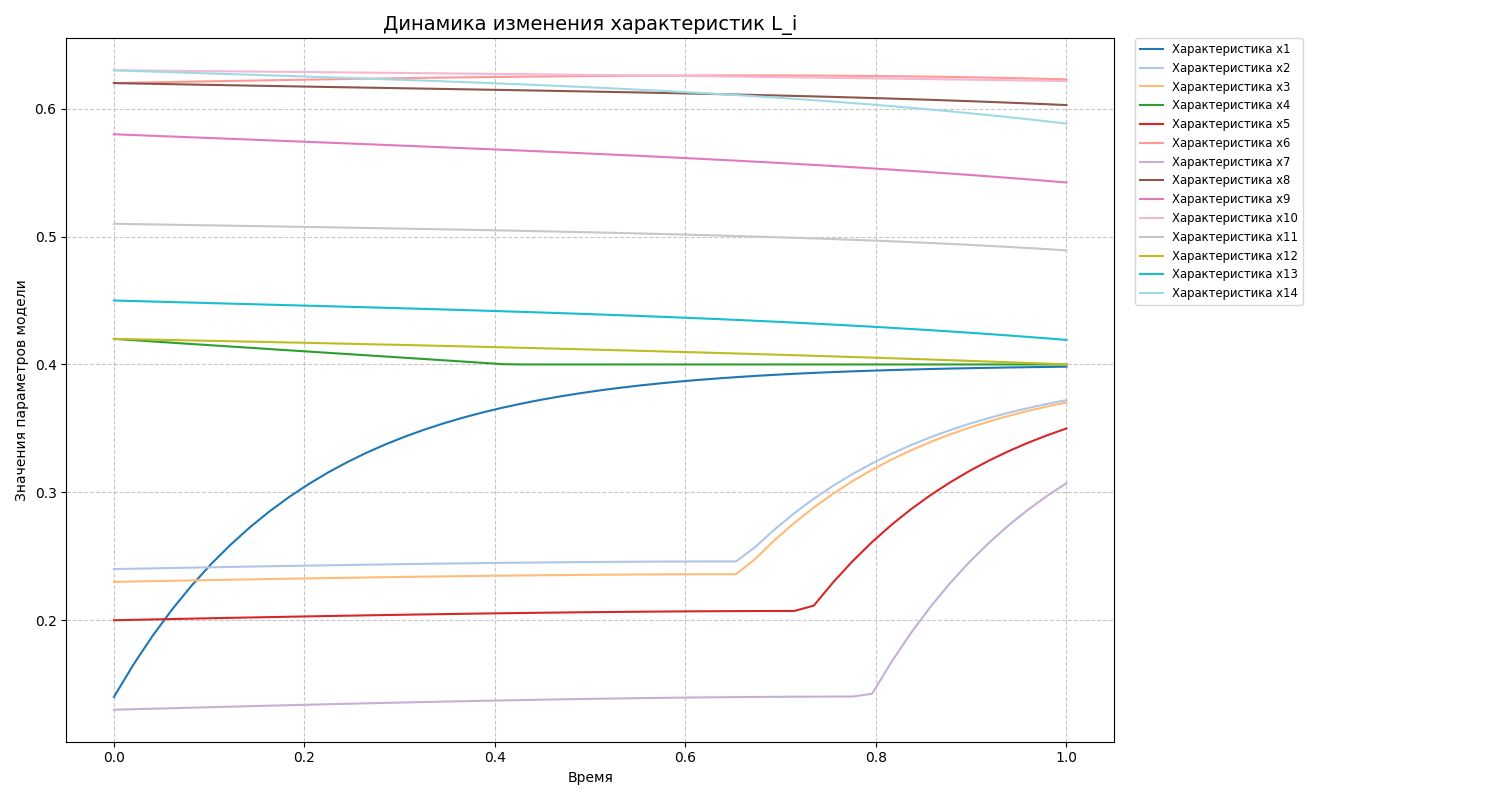 Динамика изменения характеристик L_i
Значения параметров модели
0.6
0.5
0.4
0.3
0.2
0.0 0.2 0.4 0.6 0.8 1.0
Время
Характеристика x1
Характеристика x2
Характеристика x3
Характеристика x4
Характеристика x5
Характеристика x6
Характеристика x7
Характеристика x8
Характеристика x9
Характеристика x10
Характеристика x11
Характеристика x12
Характеристика x13
Характеристика x14